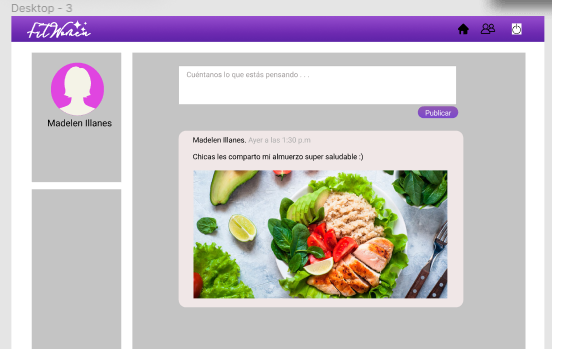 Desktop - 3
FitWomen
Madelen Illanes
Cuéntanos lo que estás pensando . . .
Publicar
Madelen Illanes. Ayer a las 1:30 p.m
Chicas les comparto mi almuerzo super saludable :)